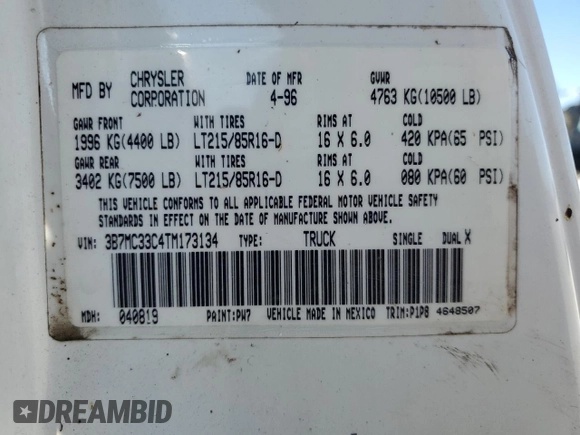 MFD BY CHRYSLER CORPORATION DATE OF MFR 4-96 GVWR 4763 KG(10500 LB)
GAWR FRONT WITH TIRES RIMS AT COLD
1996 KG(4400 LB) LT215/85R16-D 16 X 6.0 420 KPA(65 PSI)
GAWR REAR WITH TIRES RIMS AT COLD
3402 KG(7500 LB) LT215/85R16-D 16 X 6.0 080 KPA(60 PSI)
THIS VEHICLE CONFORMS TO ALL APPLICABLE FEDERAL MOTOR VEHICLE SAFETY
STANDARDS IN EFFECT ON THE DATE OF MANUFACTURE SHOWN ABOVE.
VIN: 3B7MC33C4TM173134 TYPE: TRUCK SINGLE DUAL X
MDH: 040819 PAINT:PW7 VEHICLE MADE IN MEXICO TRIM:P1P8 4648507
DREAMBID